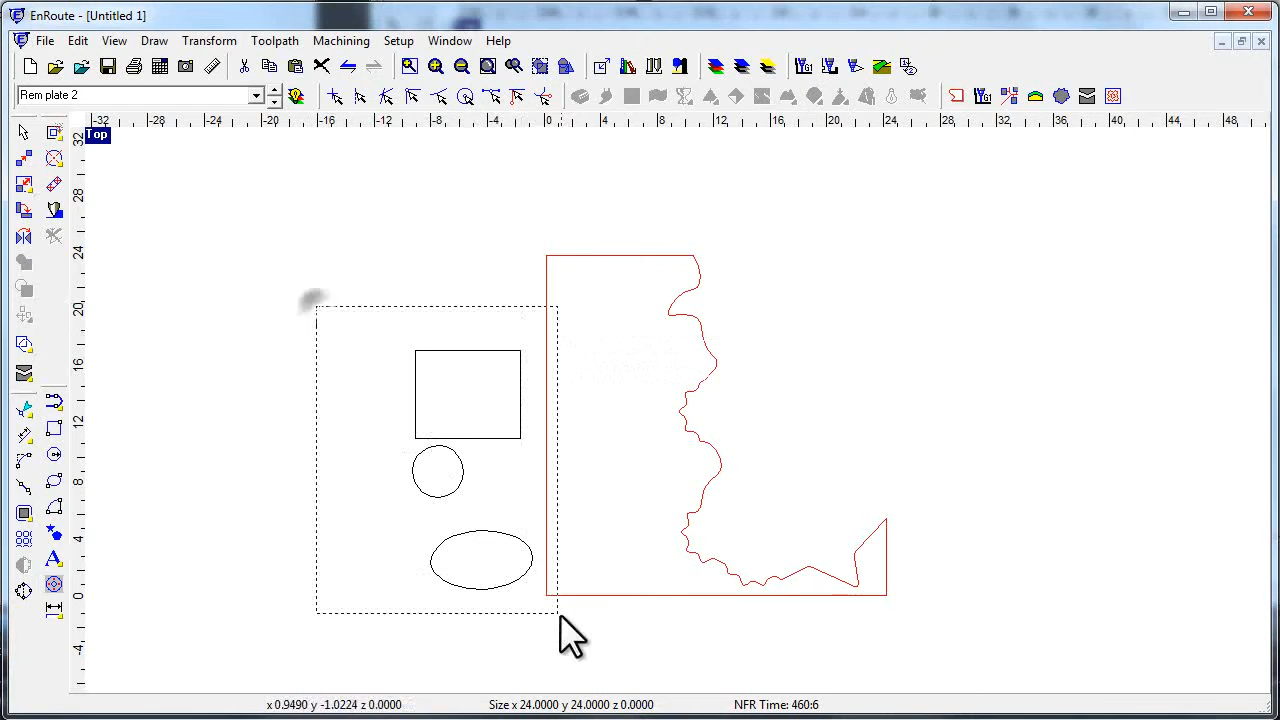 EnRoute - [Untitled 1]
File Edit View Draw Transform Toolpath Machining Setup Window Help
Rem plate 2
-32 -28 -24 -20 -16 -12 -8 -4 0 4 8 12 16 20 24 28 32 36 40 44 48
Top
32
28
24
20
16
12
8
4
0
-4
x 0.9490 y -1.0224 z 0.0000 Size x 24.0000 y 24.0000 z 0.0000 NFR Time: 460:6